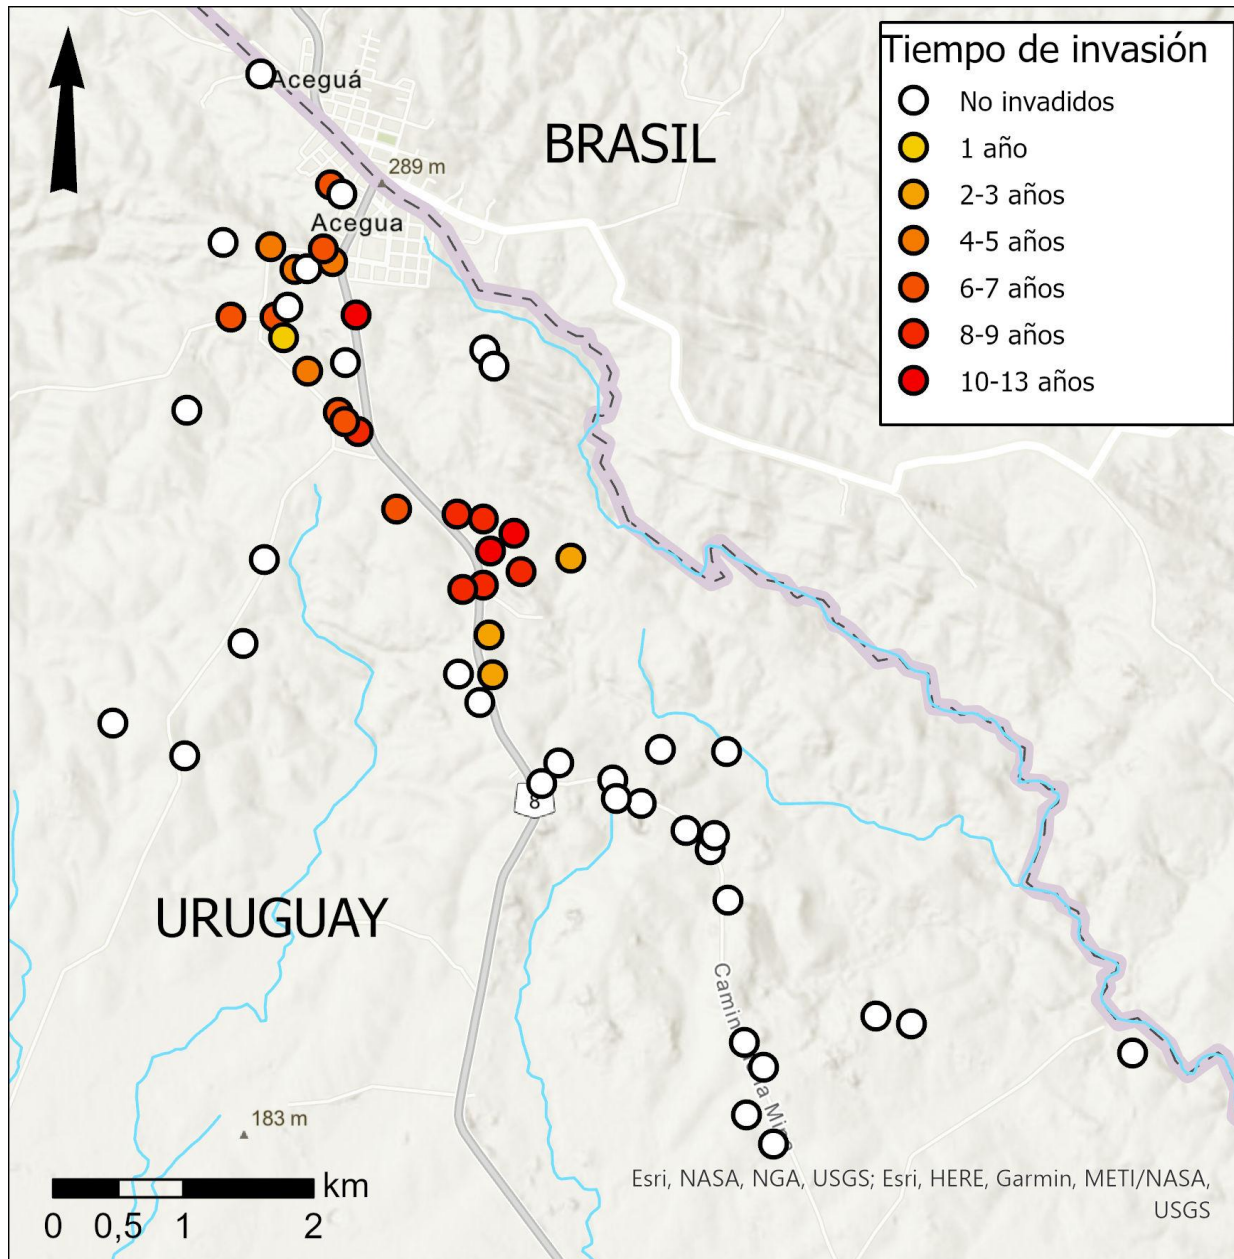 Tiempo de invasión
No invadidos
1 año
2-3 años
4-5 años
6-7 años
8-9 años
10-13 años
Aceguá
BRASIL
289 m
Acegua
8
URUGUAY
183 m
km
0 0,5 1 2
Esri, NASA, NGA, USGS; Esri, HERE, Garmin, METI/NASA,
USGS